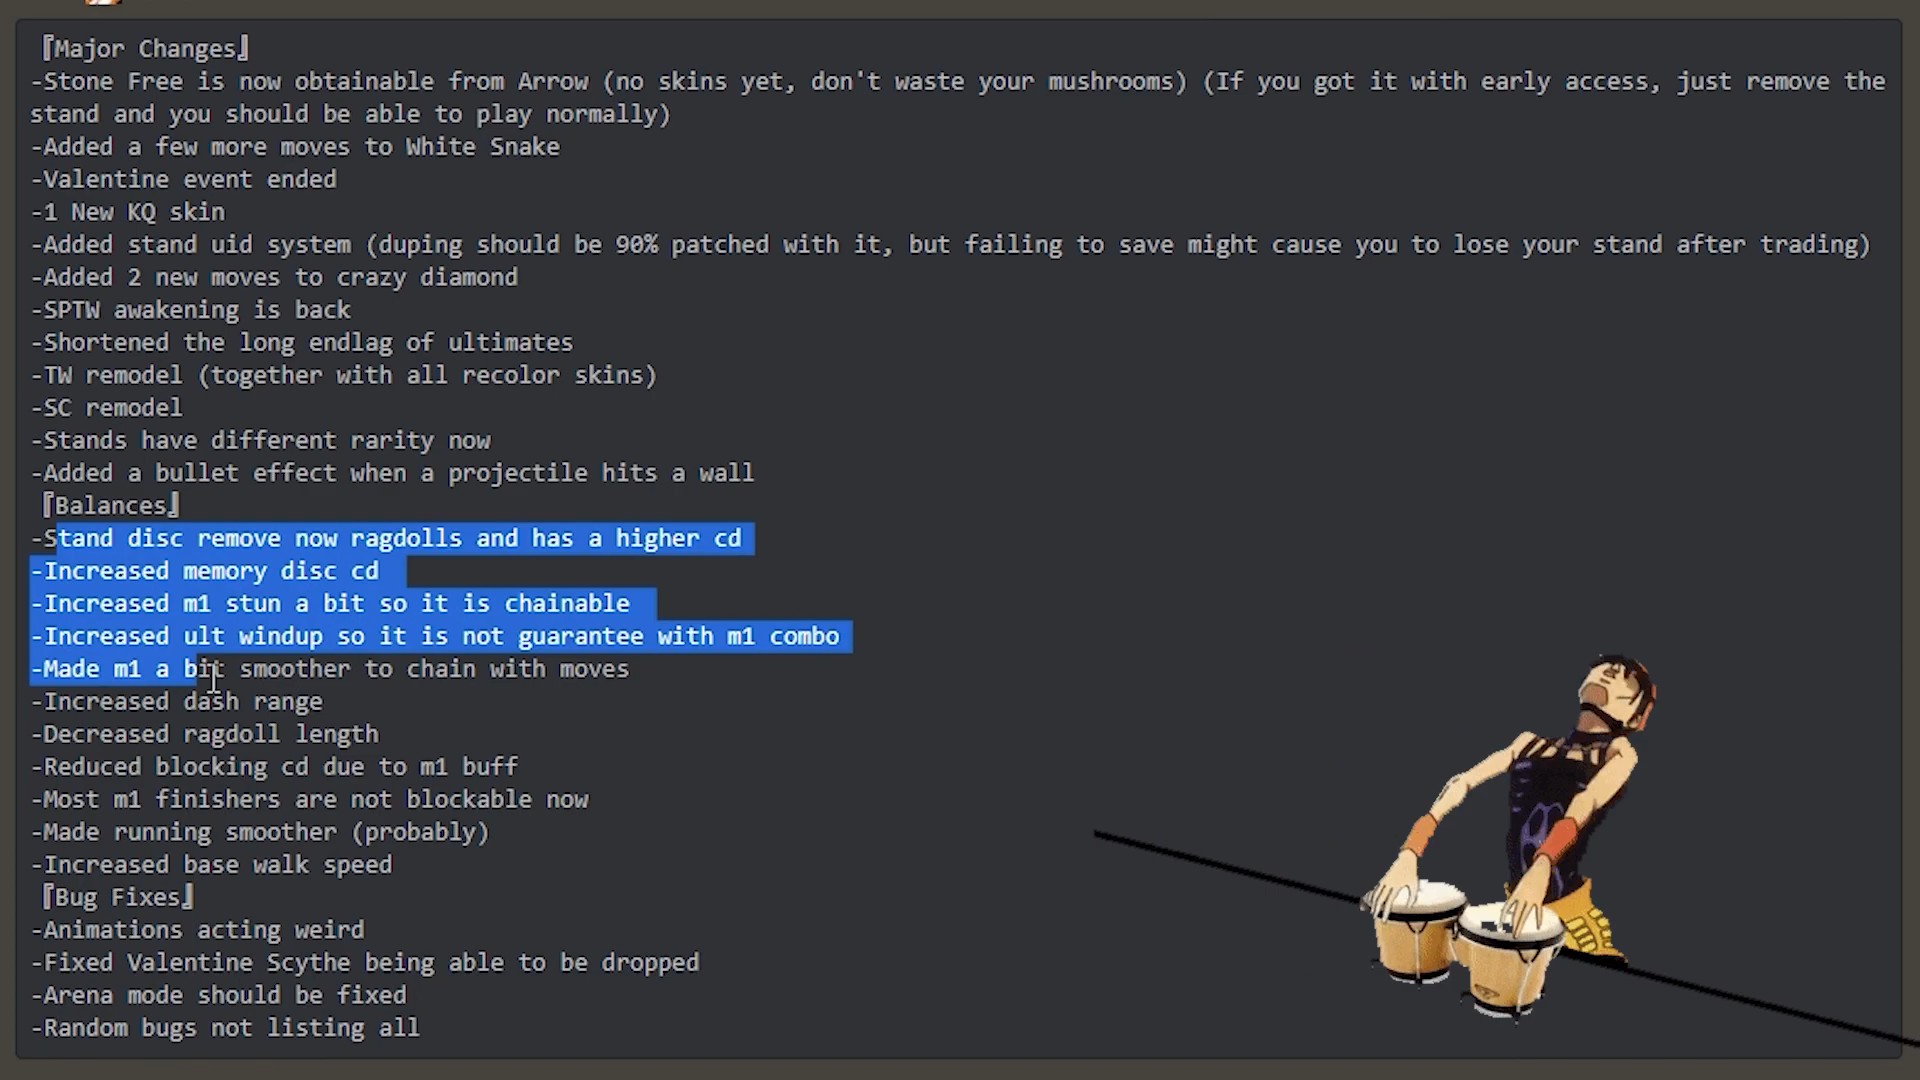 『Major Changes』
-Stone Free is now obtainable from Arrow (no skins yet, don't waste your mushrooms) (If you got it with early access, just remove the
stand and you should be able to play normally)
-Added a few more moves to White Snake
-Valentine event ended
-1 New KQ skin
-Added stand uid system (duping should be 90% patched with it, but failing to save might cause you to lose your stand after trading)
-Added 2 new moves to crazy diamond
-SPTW awakening is back
-Shortened the long endlag of ultimates
-TW remodel (together with all recolor skins)
-SC remodel
-Stands have different rarity now
-Added a bullet effect when a projectile hits a wall
『Balances』
-Stand disc remove now ragdolls and has a higher cd
-Increased memory disc cd
-Increased m1 stun a bit so it is chainable
-Increased ult windup so it is not guarantee with m1 combo
-Made m1 a bit smoother to chain with moves
-Increased dash range
-Decreased ragdoll length
-Reduced blocking cd due to m1 buff
-Most m1 finishers are not blockable now
-Made running smoother (probably)
-Increased base walk speed
『Bug Fixes』
-Animations acting weird
-Fixed Valentine Scythe being able to be dropped
-Arena mode should be fixed
-Random bugs not listing all